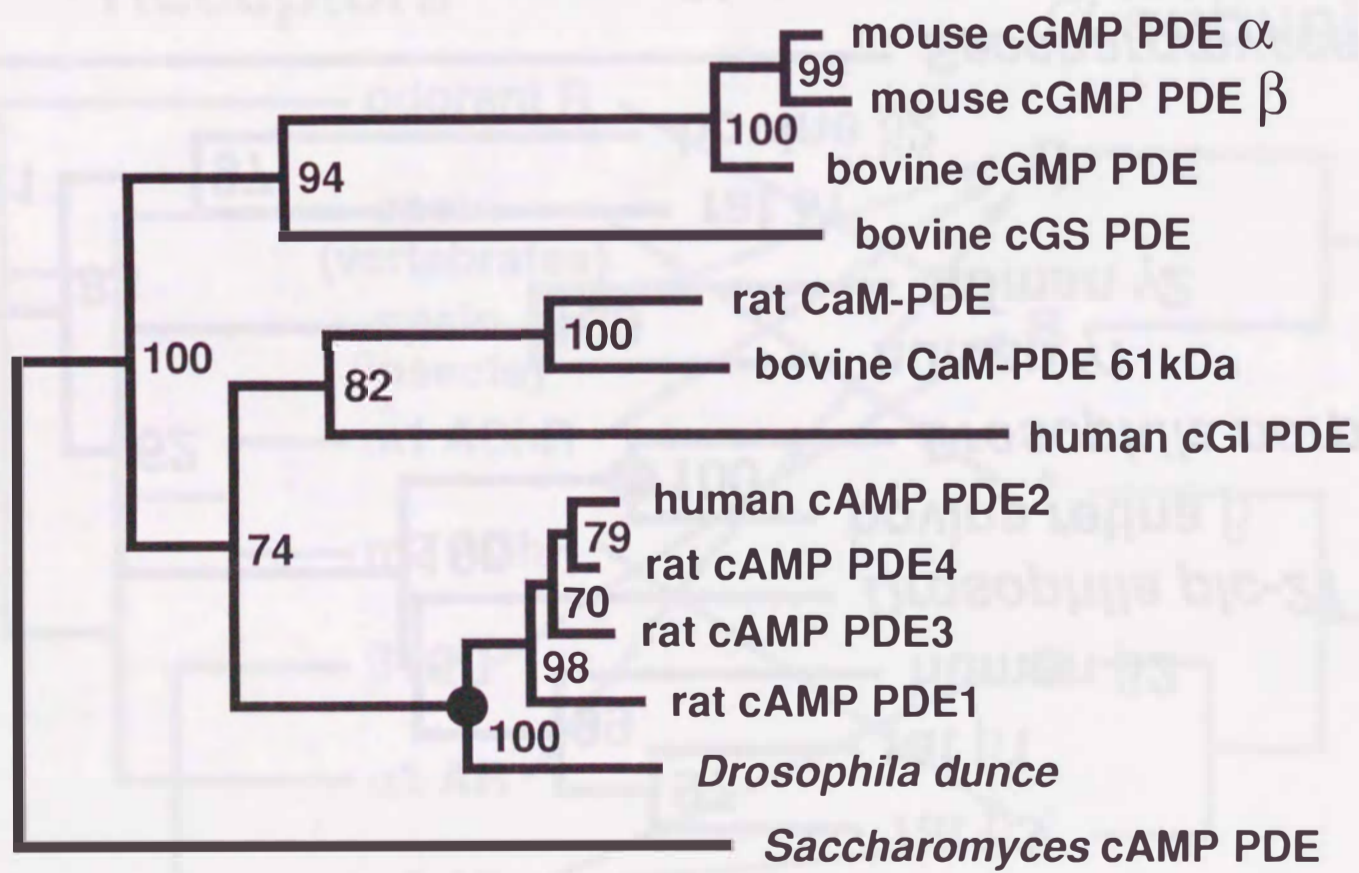 mouse cGMP PDE α
99
mouse cGMP PDE β
100
bovine cGMP PDE
94
bovine cGS PDE
rat CaM-PDE
100
bovine CaM-PDE 61kDa
100
82
human cGI PDE
human cAMP PDE2
79
74
rat cAMP PDE4
70
rat cAMP PDE3
98
rat cAMP PDE1
100
Drosophila dunce
Saccharomyces cAMP PDE